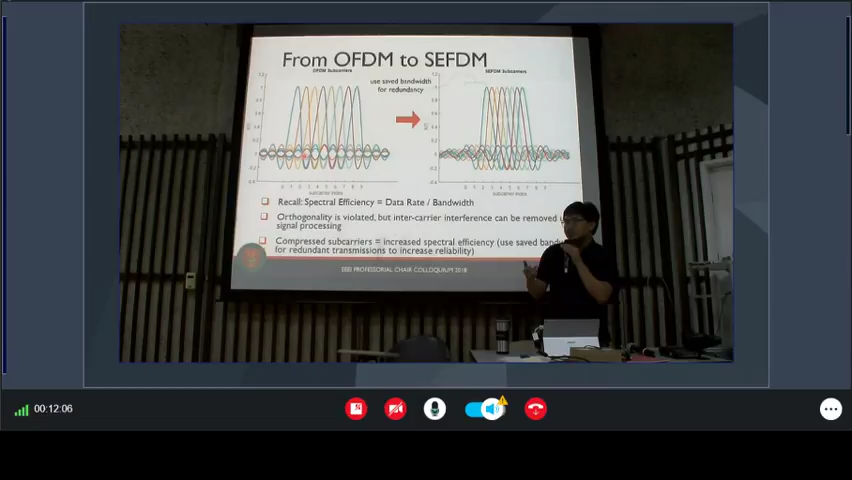 From OFDM to SEFDM
OFDM Subcarriers
SEFDM Subcarriers
use saved bandwidth
for redundancy
subcarrier index
subcarrier index
❑ Recall: Spectral Efficiency = Data Rate / Bandwidth
❑ Orthogonality is violated, but inter-carrier interference can be removed
signal processing
❑ Compressed subcarriers = increased spectral efficiency (use saved
for redundant transmissions to increase reliability)
EEEI PROFESSORIAL CHAIR COLLOQUIUM 2018
00:12:06